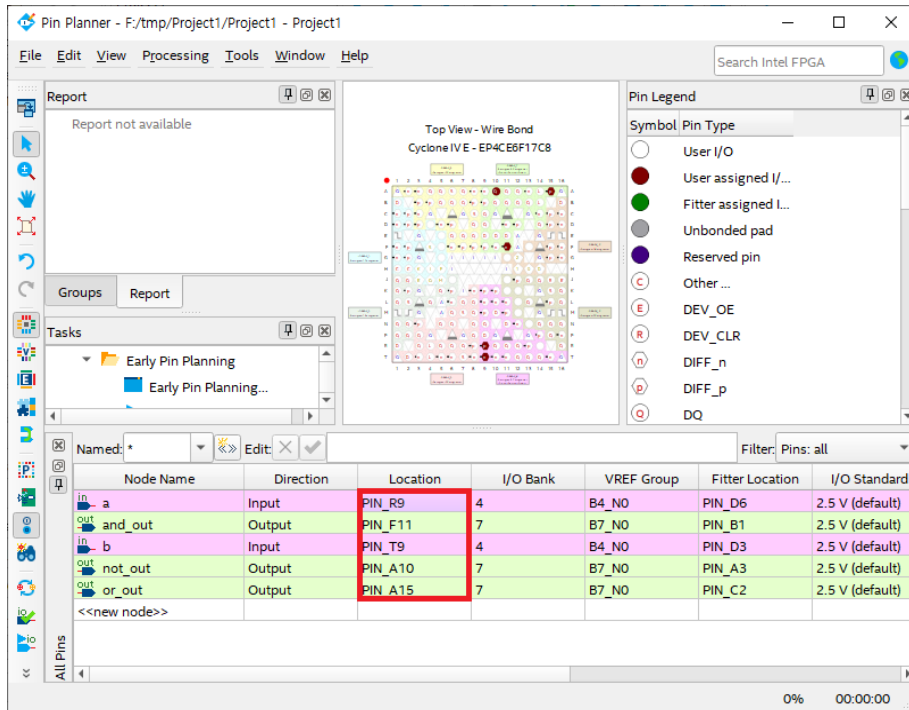 Pin Planner - F:/tmp/Project1/Project1 - Project1
File Edit View Processing Tools Window Help
Search Intel FPGA
Report
Report not available
Groups Report
Tasks
Early Pin Planning
Early Pin Planning...
Top View - Wire Bond
Cyclone IV E - EP4CE6F17C8
Pin Legend
Symbol Pin Type
User I/O
User assigned I/...
Fitter assigned I...
Unbonded pad
Reserved pin
C Other ...
E DEV_OE
R DEV_CLR
n DIFF_n
p DIFF_p
Q DQ
Named: * Edit: Filter: Pins: all
Node Name Direction Location I/O Bank VREF Group Fitter Location I/O Standard
in a Input PIN_R9 4 B4_N0 PIN_D6 2.5 V (default)
out and_out Output PIN_F11 7 B7_N0 PIN_B1 2.5 V (default)
in b Input PIN_T9 4 B4_N0 PIN_D3 2.5 V (default)
out not_out Output PIN_A10 7 B7_N0 PIN_A3 2.5 V (default)
out or_out Output PIN_A15 7 B7_N0 PIN_C2 2.5 V (default)
<<new node>>
All Pins
0% 00:00:00